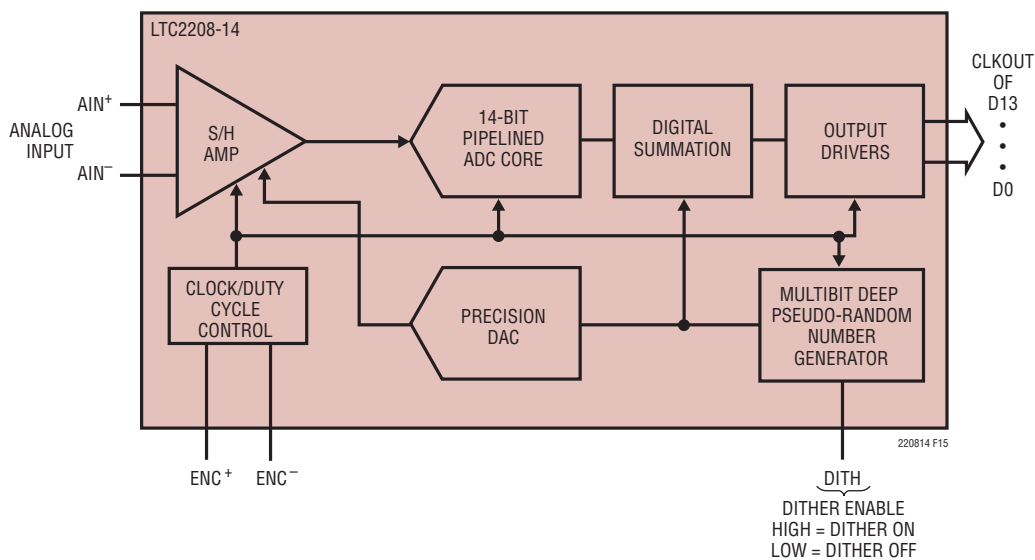 LTC2208-14
AIN+
ANALOG
INPUT
AIN−
S/H
AMP
14-BIT
PIPELINED
ADC CORE
DIGITAL
SUMMATION
OUTPUT
DRIVERS
CLKOUT
OF
D13
•
•
•
D0
CLOCK/DUTY
CYCLE
CONTROL
PRECISION
DAC
MULTIBIT DEEP
PSEUDO-RANDOM
NUMBER
GENERATOR
220814 F15
ENC+
ENC−
DITH
DITHER ENABLE
HIGH = DITHER ON
LOW = DITHER OFF